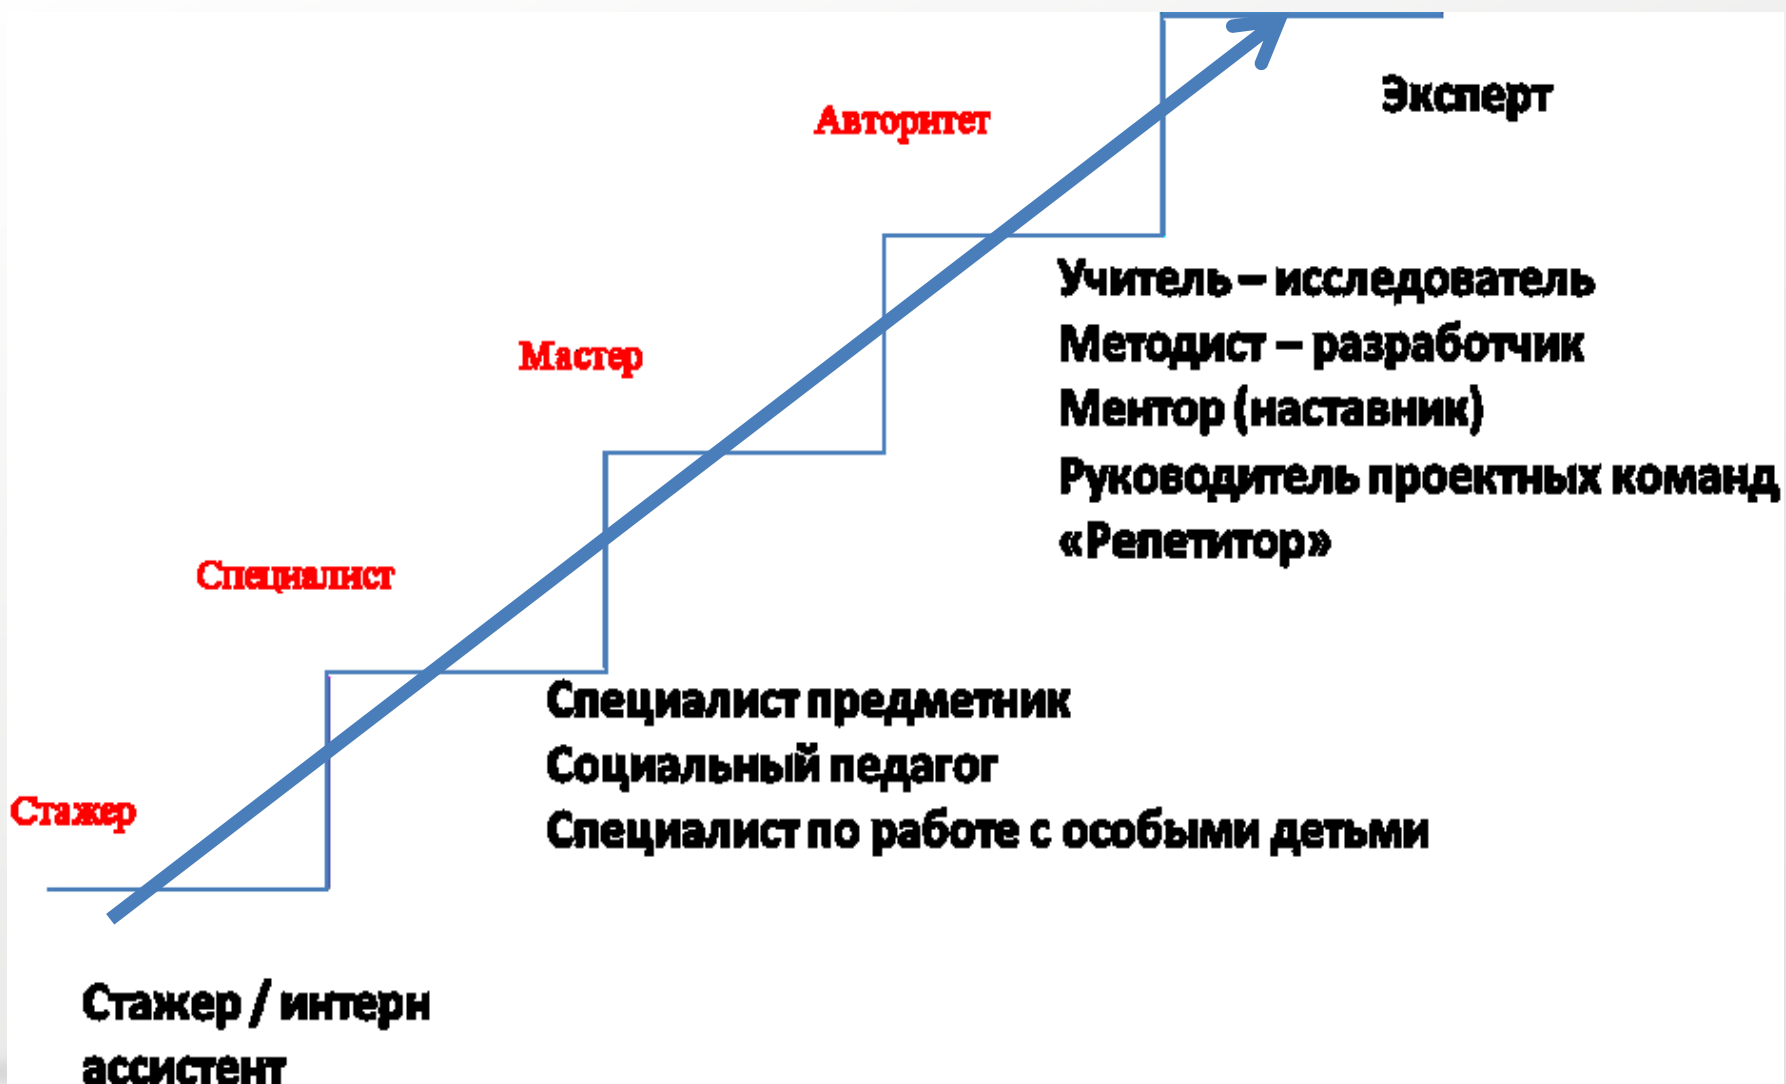 Эксперт
Авторитет
Учитель – исследователь
Методист – разработчик
Ментор (наставник)
Руководитель проектных команд
«Репетитор»
Мастер
Специалист
Специалист предметник
Социальный педагог
Специалист по работе с особыми детьми
Стажер
Стажер / интерн
ассистент